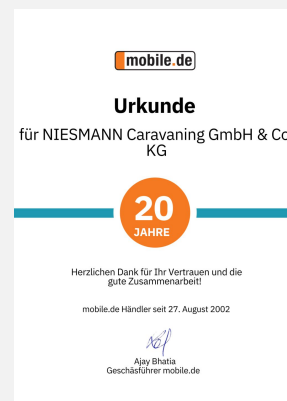 mobile.de
Urkunde
für NIESMANN Caravaning GmbH & Co
KG
20
JAHRE
Herzlichen Dank für Ihr Vertrauen und die
gute Zusammenarbeit!
mobile.de Händler seit 27. August 2002
Ajay Bhatia
Geschäsführer mobile.de